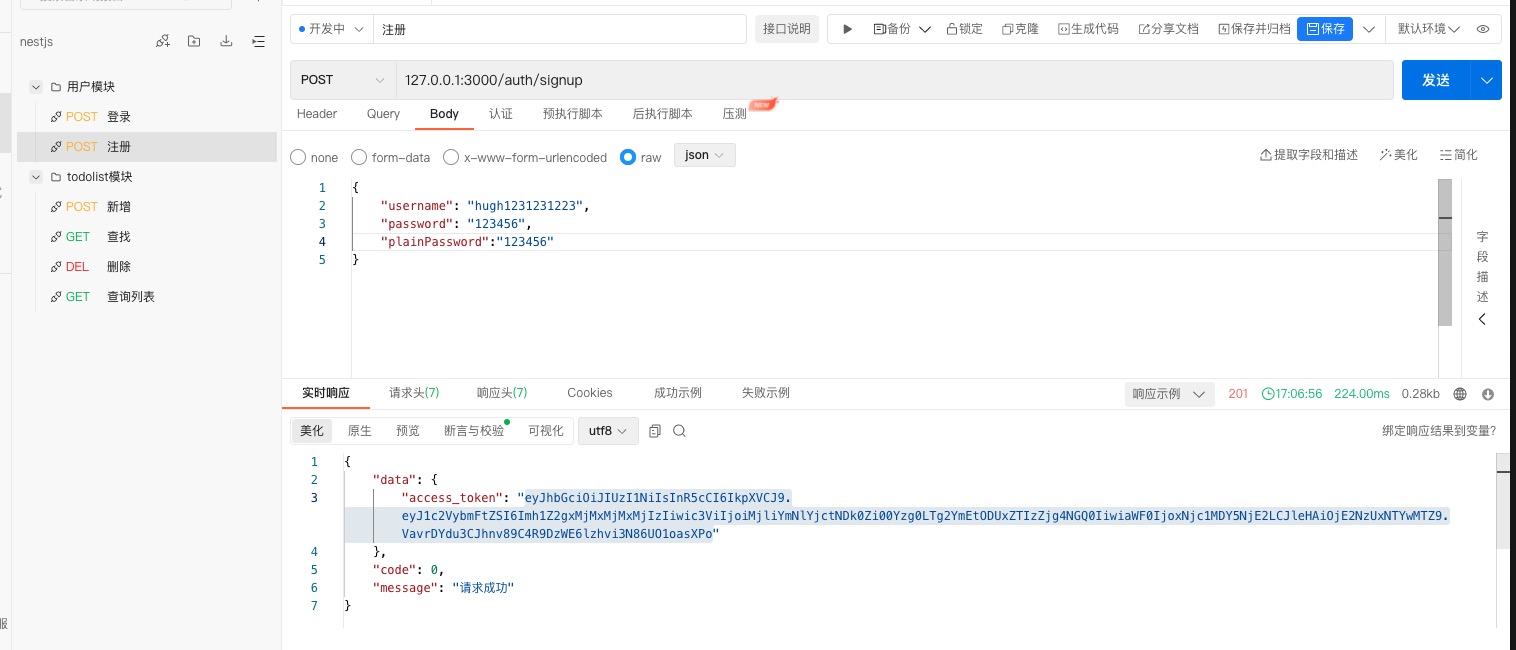 nestjs
用户模块
POST 登录
POST 注册
todolist模块
POST 新增
GET 查找
DEL 删除
GET 查询列表
开发中 注册 接口说明 备份 锁定 克隆 生成代码 分享文档 保存并归档 保存 默认环境
POST 127.0.0.1:3000/auth/signup 发送
Header Query Body 认证 预执行脚本 后执行脚本 压测 NEW
none form-data x-www-form-urlencoded raw json 提取字段和描述 美化 简化
1 {
2 "username": "hugh1231231223",
3 "password": "123456",
4 "plainPassword":"123456"
5 }
字段描述
实时响应 请求头(7) 响应头(7) Cookies 成功示例 失败示例 响应示例 201 17:06:56 224.00ms 0.28kb
美化 原生 预览 断言与校验 可视化 utf8 绑定响应结果到变量?
1 {
2 "data": {
3 "access_token": "eyJhbGciOiJIUzI1NiIsInR5cCI6IkpXVCJ9.
eyJ1c2VybmFtZSI6Imh1Z2gxMjMxMjMxMjIzIiwic3ViIjoiMjliYmNlYjctNDk0Zi00Yzg0LTg2YmEtODUxZTIzZjg4NGQ0IiwiaWF0IjoxNjc1MDY5NjE2LCJleHAiOjE2NzUxNTYwMTZ9.
VavrDYdu3CJhnv89C4R9DzWE6lzhvi3N86UO1oasXPo"
4 },
5 "code": 0,
6 "message": "请求成功"
7 }